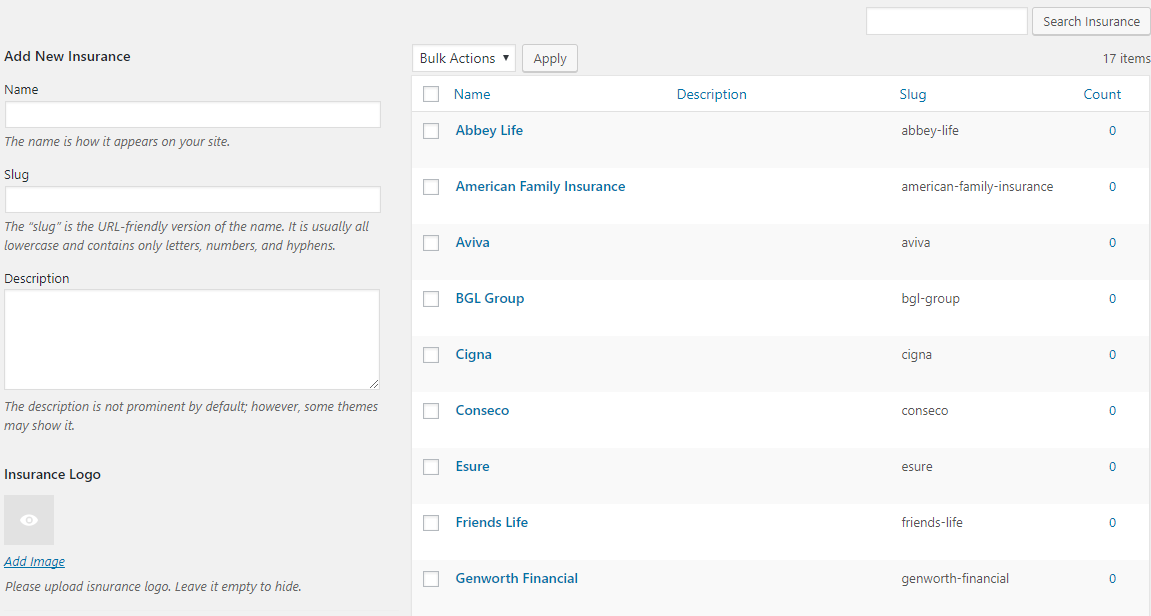 Search Insurance
Add New Insurance
Name
The name is how it appears on your site.
Slug
The “slug” is the URL-friendly version of the name. It is usually all
lowercase and contains only letters, numbers, and hyphens.
Description
The description is not prominent by default; however, some themes
may show it.
Insurance Logo
Add Image
Please upload isnurance logo. Leave it empty to hide.
Bulk Actions ▼ Apply 17 items
Name Description Slug Count
Abbey Life abbey-life 0
American Family Insurance american-family-insurance 0
Aviva aviva 0
BGL Group bgl-group 0
Cigna cigna 0
Conseco conseco 0
Esure esure 0
Friends Life friends-life 0
Genworth Financial genworth-financial 0